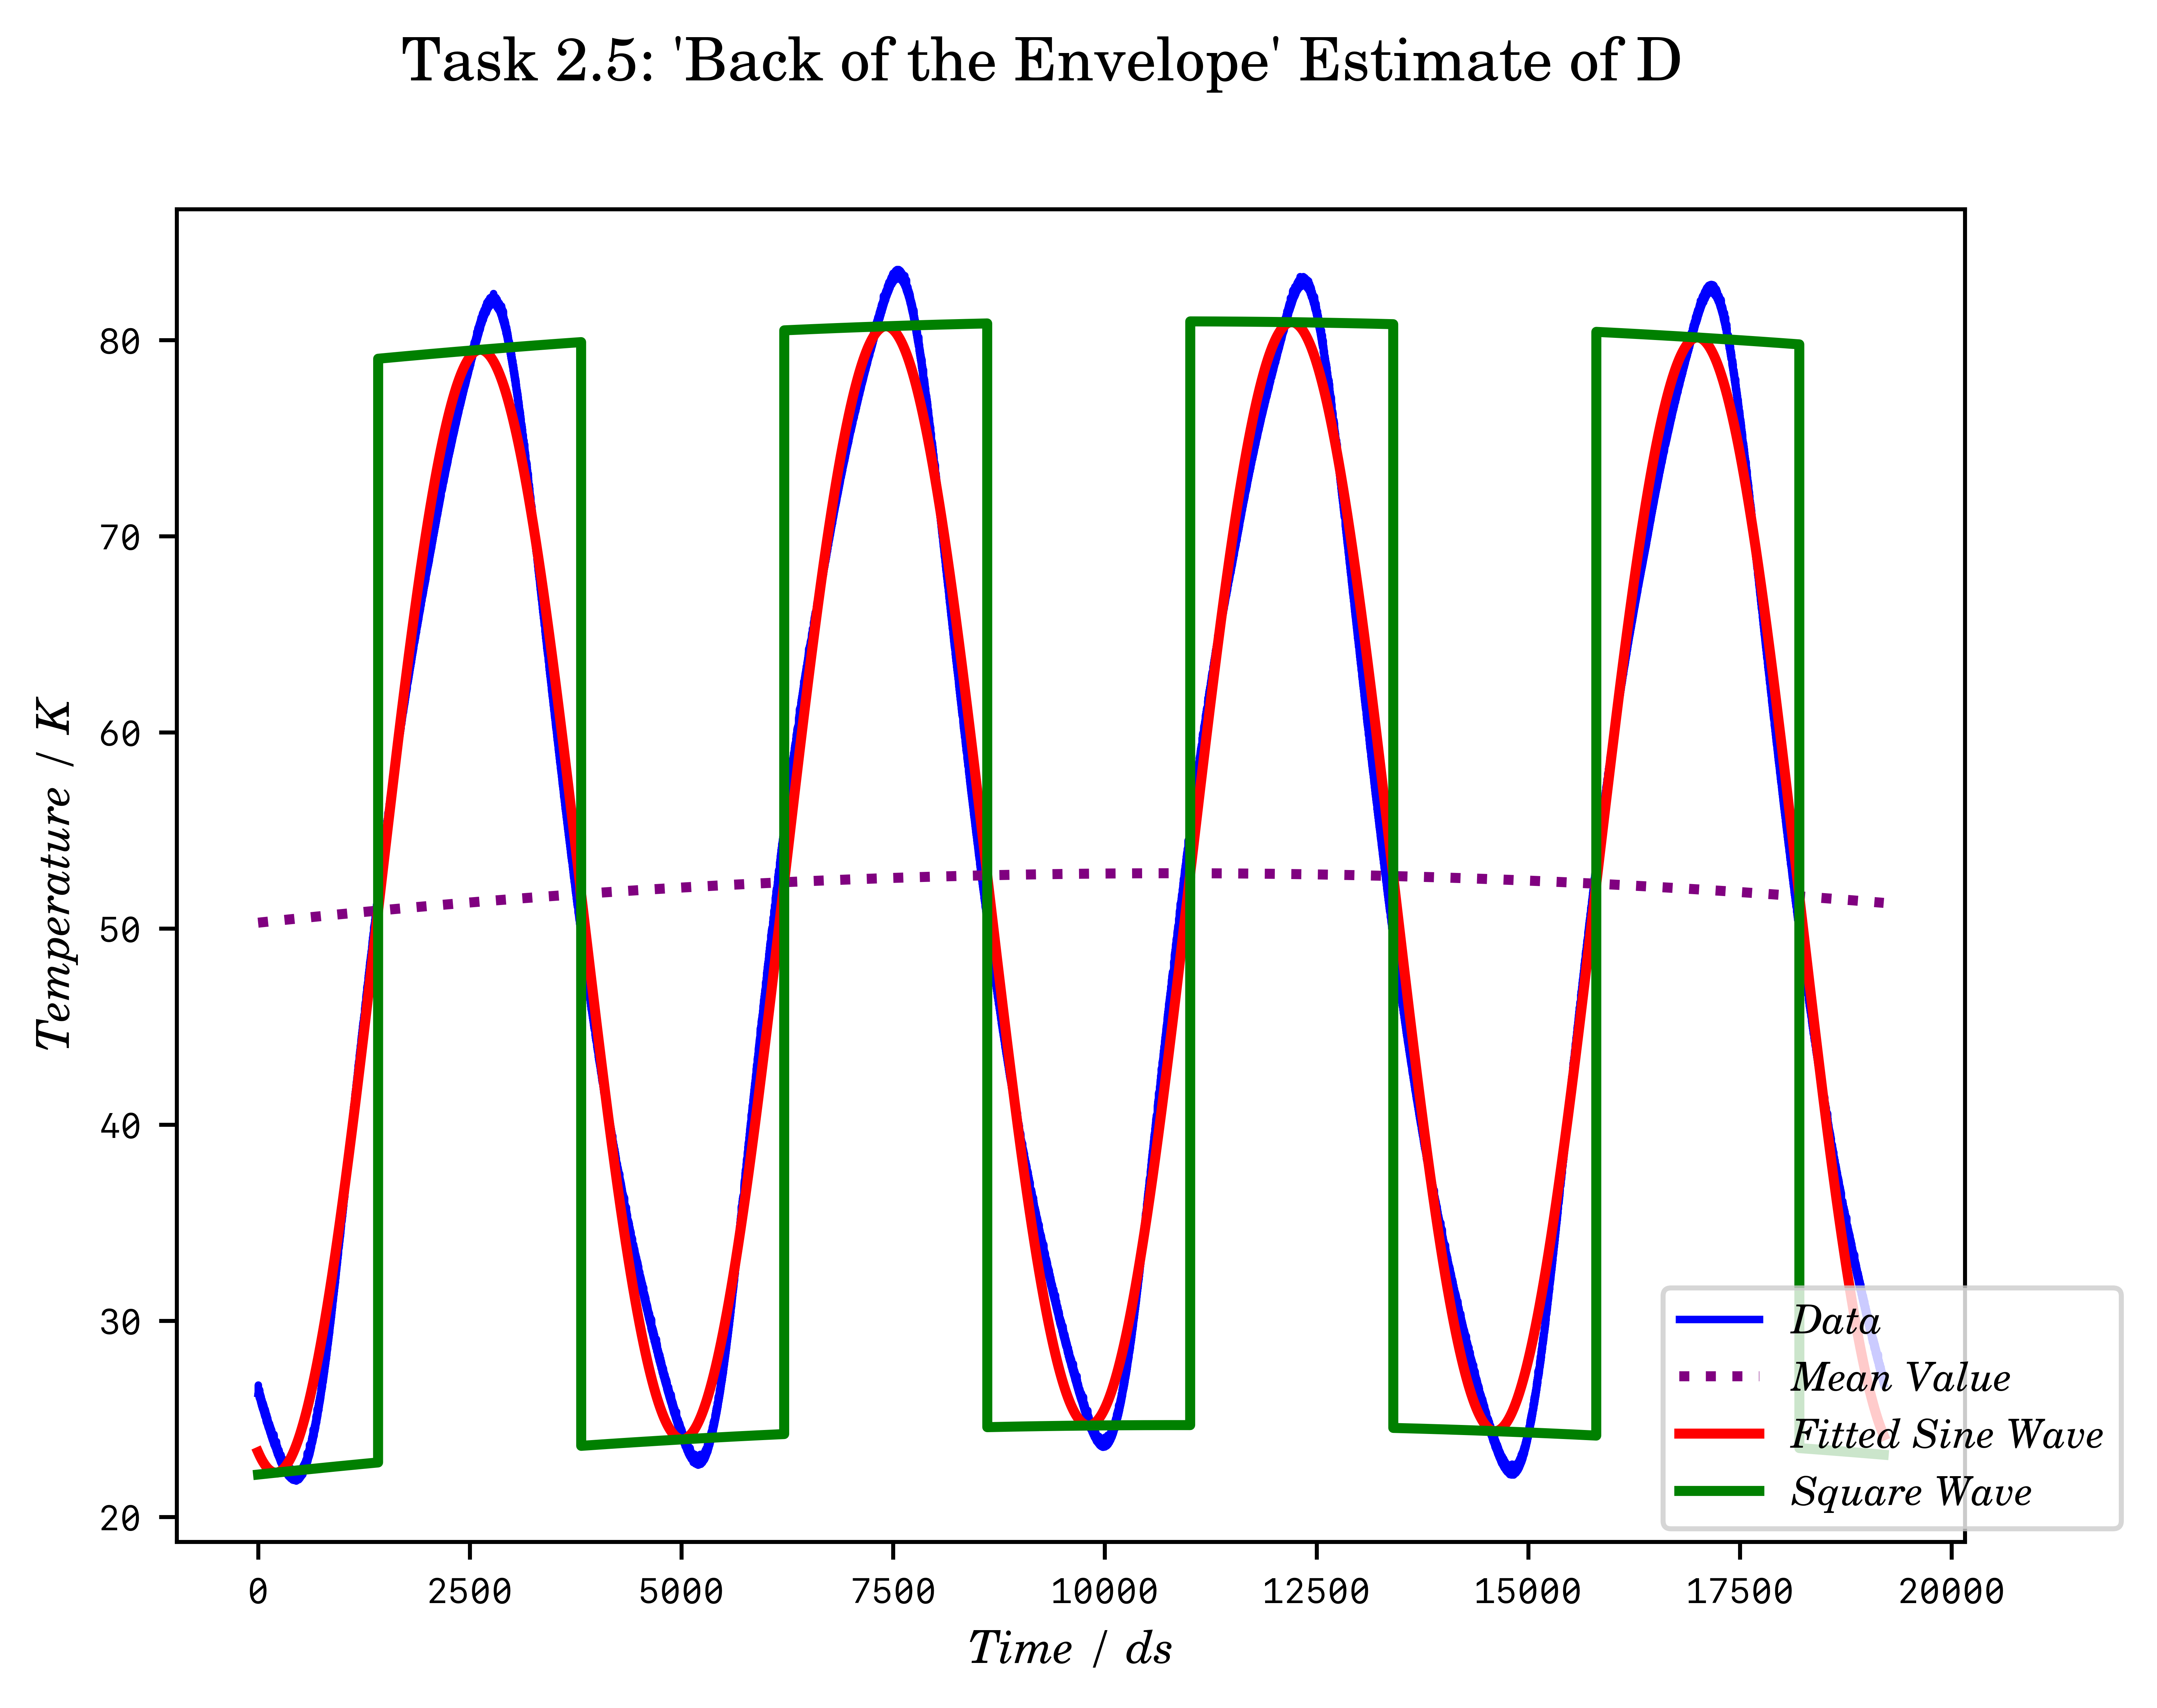 Task 2.5: 'Back of the Envelope' Estimate of D
80
70
60
50
40
30
20
Temperature / K
0 2500 5000 7500 10000 12500 15000 17500 20000
Time / ds
Data
Mean Value
Fitted Sine Wave
Square Wave